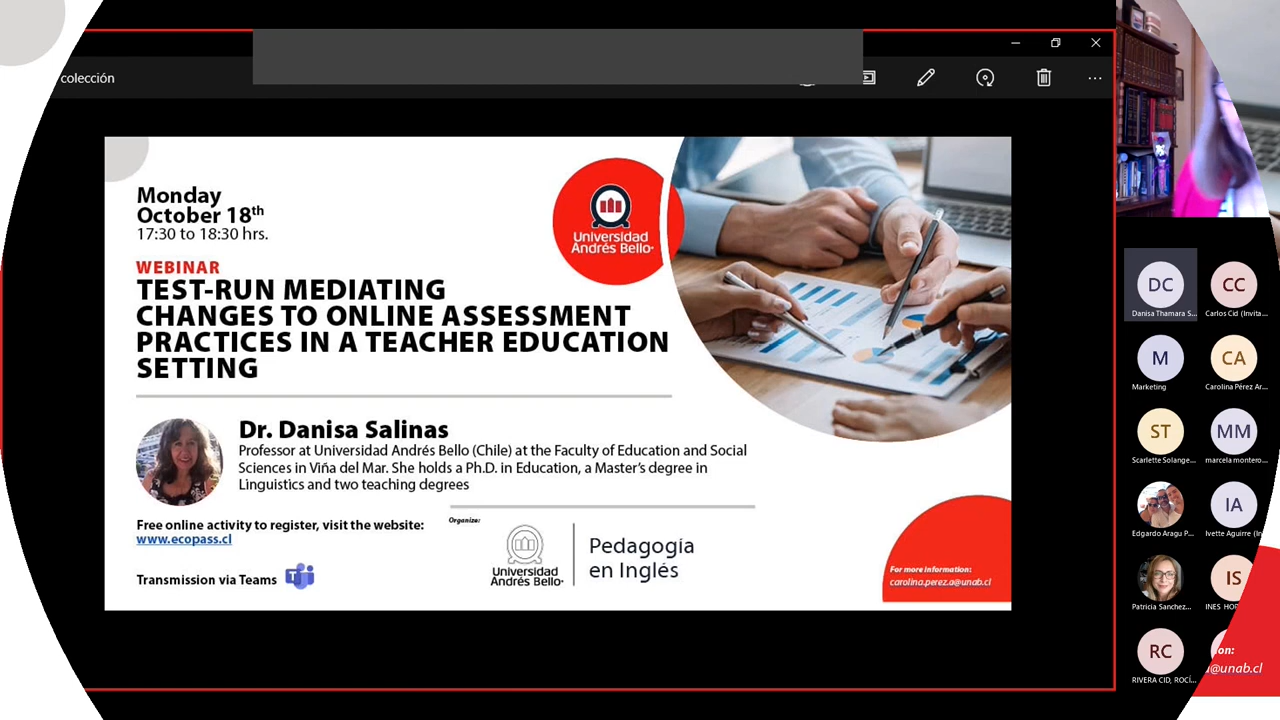 colección
Monday
October 18th
17:30 to 18:30 hrs.
WEBINAR
TEST-RUN MEDIATING
CHANGES TO ONLINE ASSESSMENT
PRACTICES IN A TEACHER EDUCATION
SETTING
Universidad
Andrés Bello
Dr. Danisa Salinas
Professor at Universidad Andrés Bello (Chile) at the Faculty of Education and Social
Sciences in Viña del Mar. She holds a Ph.D. in Education, a Master's degree in
Linguistics and two teaching degrees
Free online activity to register, visit the website:
www.ecopass.cl
Transmission via Teams
Organize:
Universidad
Andrés Bello
Pedagogía
en Inglés
For more information:
carolina.perez.a@unab.cl
DC
Danisa Thamara S...
CC
Carlos Cid (Invita...
M
Marketing
CA
Carolina Pérez Ar...
ST
Scarlette Solange...
MM
marcela montero...
Edgardo Aragu P...
IA
Ivette Aguirre (In
Patricia Sanchez...
IS
INES HO
RC
RIVERA CID, ROCÍ...
on:
@unab.cl